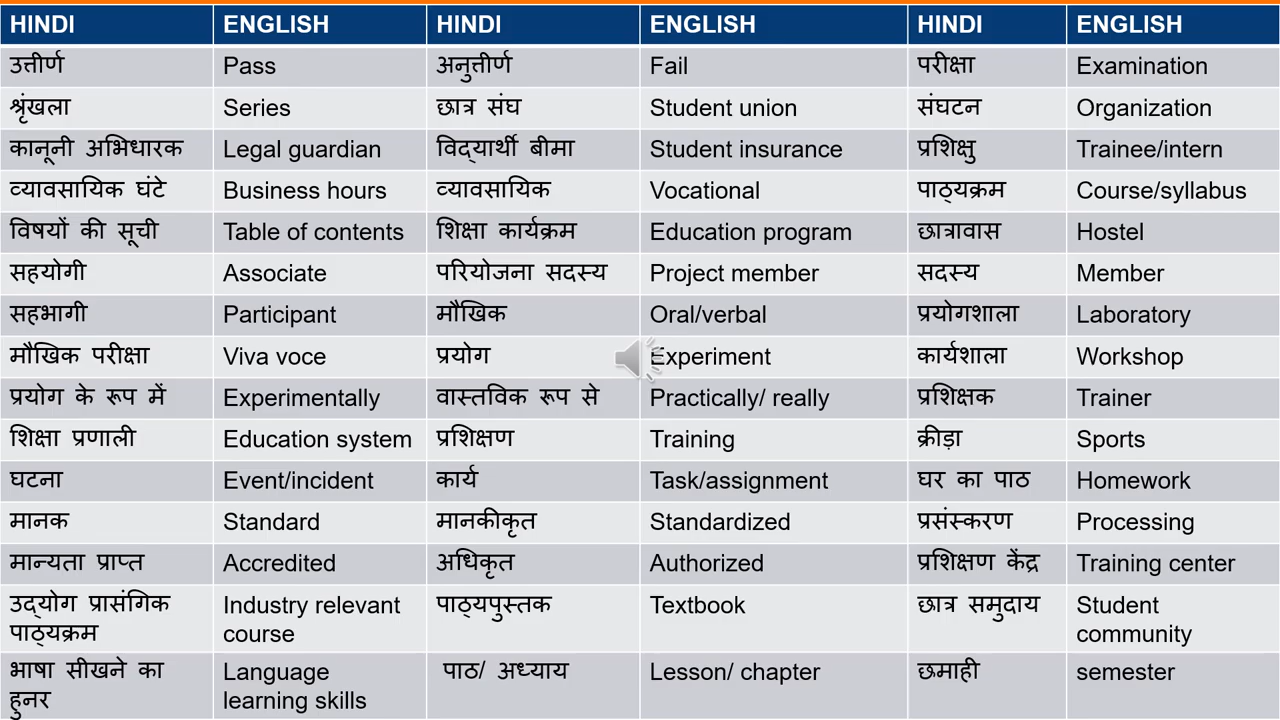 HINDI ENGLISH HINDI ENGLISH HINDI ENGLISH
उत्तीर्ण Pass अनुत्तीर्ण Fail परीक्षा Examination
श्रृंखला Series छात्र संघ Student union संघटन Organization
कानूनी अभिधारक Legal guardian विद्यार्थी बीमा Student insurance प्रशिक्षु Trainee/intern
व्यावसायिक घंटे Business hours व्यावसायिक Vocational पाठ्यक्रम Course/syllabus
विषयों की सूची Table of contents शिक्षा कार्यक्रम Education program छात्रावास Hostel
सहयोगी Associate परियोजना सदस्य Project member सदस्य Member
सहभागी Participant मौखिक Oral/verbal प्रयोगशाला Laboratory
मौखिक परीक्षा Viva voce प्रयोग Experiment कार्यशाला Workshop
प्रयोग के रूप में Experimentally वास्तविक रूप से Practically/ really प्रशिक्षक Trainer
शिक्षा प्रणाली Education system प्रशिक्षण Training क्रीड़ा Sports
घटना Event/incident कार्य Task/assignment घर का पाठ Homework
मानक Standard मानकीकृत Standardized प्रसंस्करण Processing
मान्यता प्राप्त Accredited अधिकृत Authorized प्रशिक्षण केंद्र Training center
उद्योग प्रासंगिक Industry relevant पाठ्यपुस्तक Textbook छात्र समुदाय Student
पाठ्यक्रम course community
भाषा सीखने का Language पाठ/ अध्याय Lesson/ chapter छमाही semester
हुनर learning skills